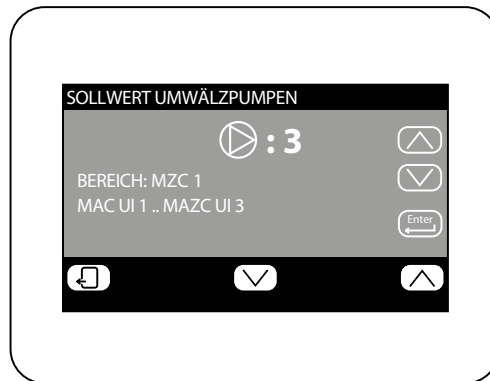 SOLLWERT UMWÄLZPUMPEN
: 3
BEREICH: MZC 1
MAC UI 1 .. MAZC UI 3
Enter